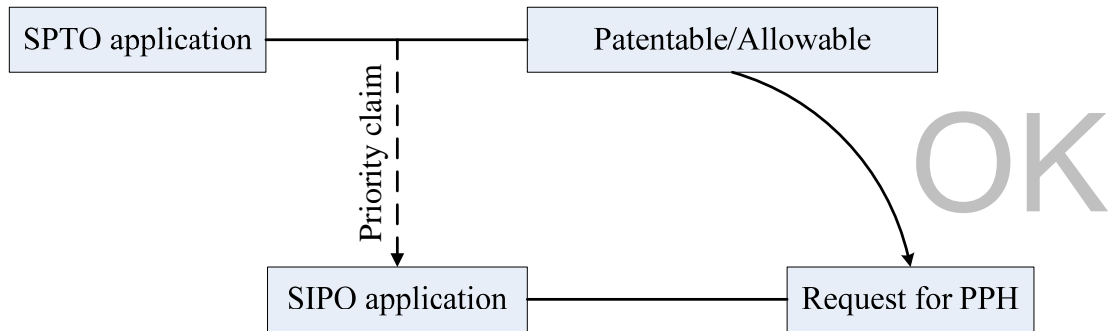 SPTO application
Patentable/Allowable
Priority claim
OK
SIPO application
Request for PPH